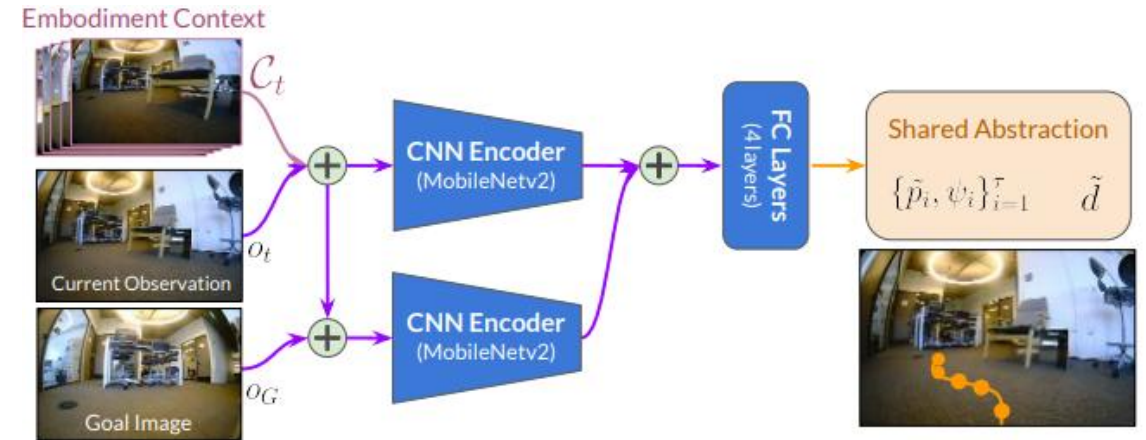 Embodiment Context
𝒞_t
o_t
Current Observation
o_G
Goal Image
+
+
+
CNN Encoder
(MobileNetv2)
CNN Encoder
(MobileNetv2)
FC Layers
(4 layers)
Shared Abstraction
{p̃_i, ψ_i}_{i=1}^τ d̃